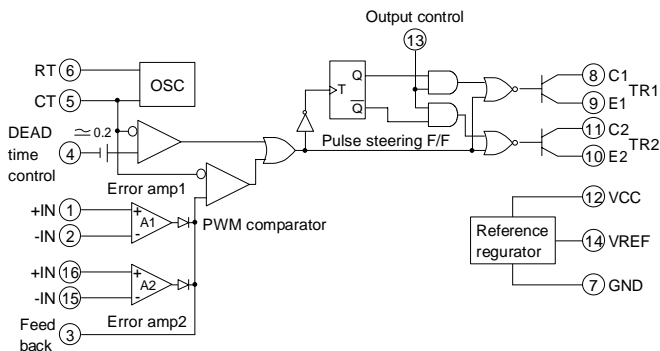 Output control
13
RT 6
OSC
CT 5
≃ 0.2
DEAD time control 4
T
Q
Q̅
Pulse steering F/F
8 C1
TR1
9 E1
11 C2
TR2
10 E2
Error amp1
PWM comparator
+IN 1
-IN 2
+
-
A1
+IN 16
-IN 15
+
-
A2
Error amp2
Feed back 3
12 VCC
Reference
regurator
14 VREF
7 GND